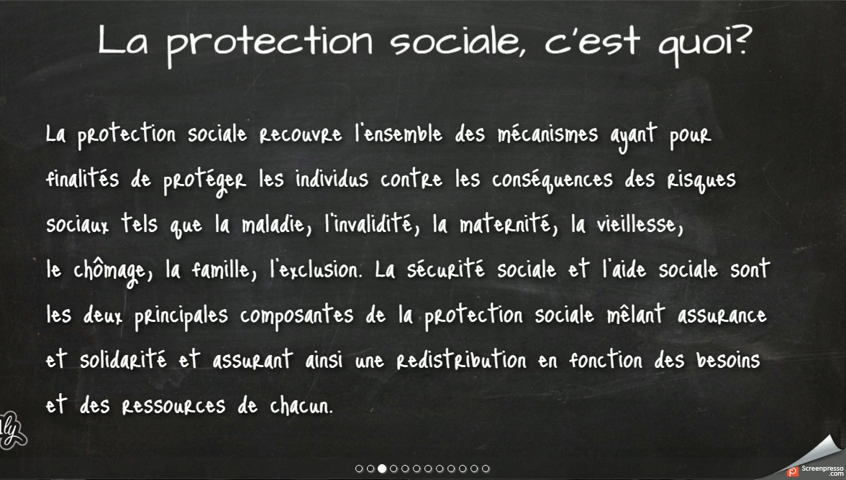 La protection sociale, c'est quoi?
La protection sociale recouvre l'ensemble des mécanismes ayant pour
finalités de protéger les individus contre les conséquences des risques
sociaux tels que la maladie, l'invalidité, la maternité, la vieillesse,
le chômage, la famille, l'exclusion. La sécurité sociale et l'aide sociale sont
les deux principales composantes de la protection sociale mêlant assurance
et solidarité et assurant ainsi une redistribution en fonction des besoins
et des ressources de chacun.
ly
Screenpresso
.com